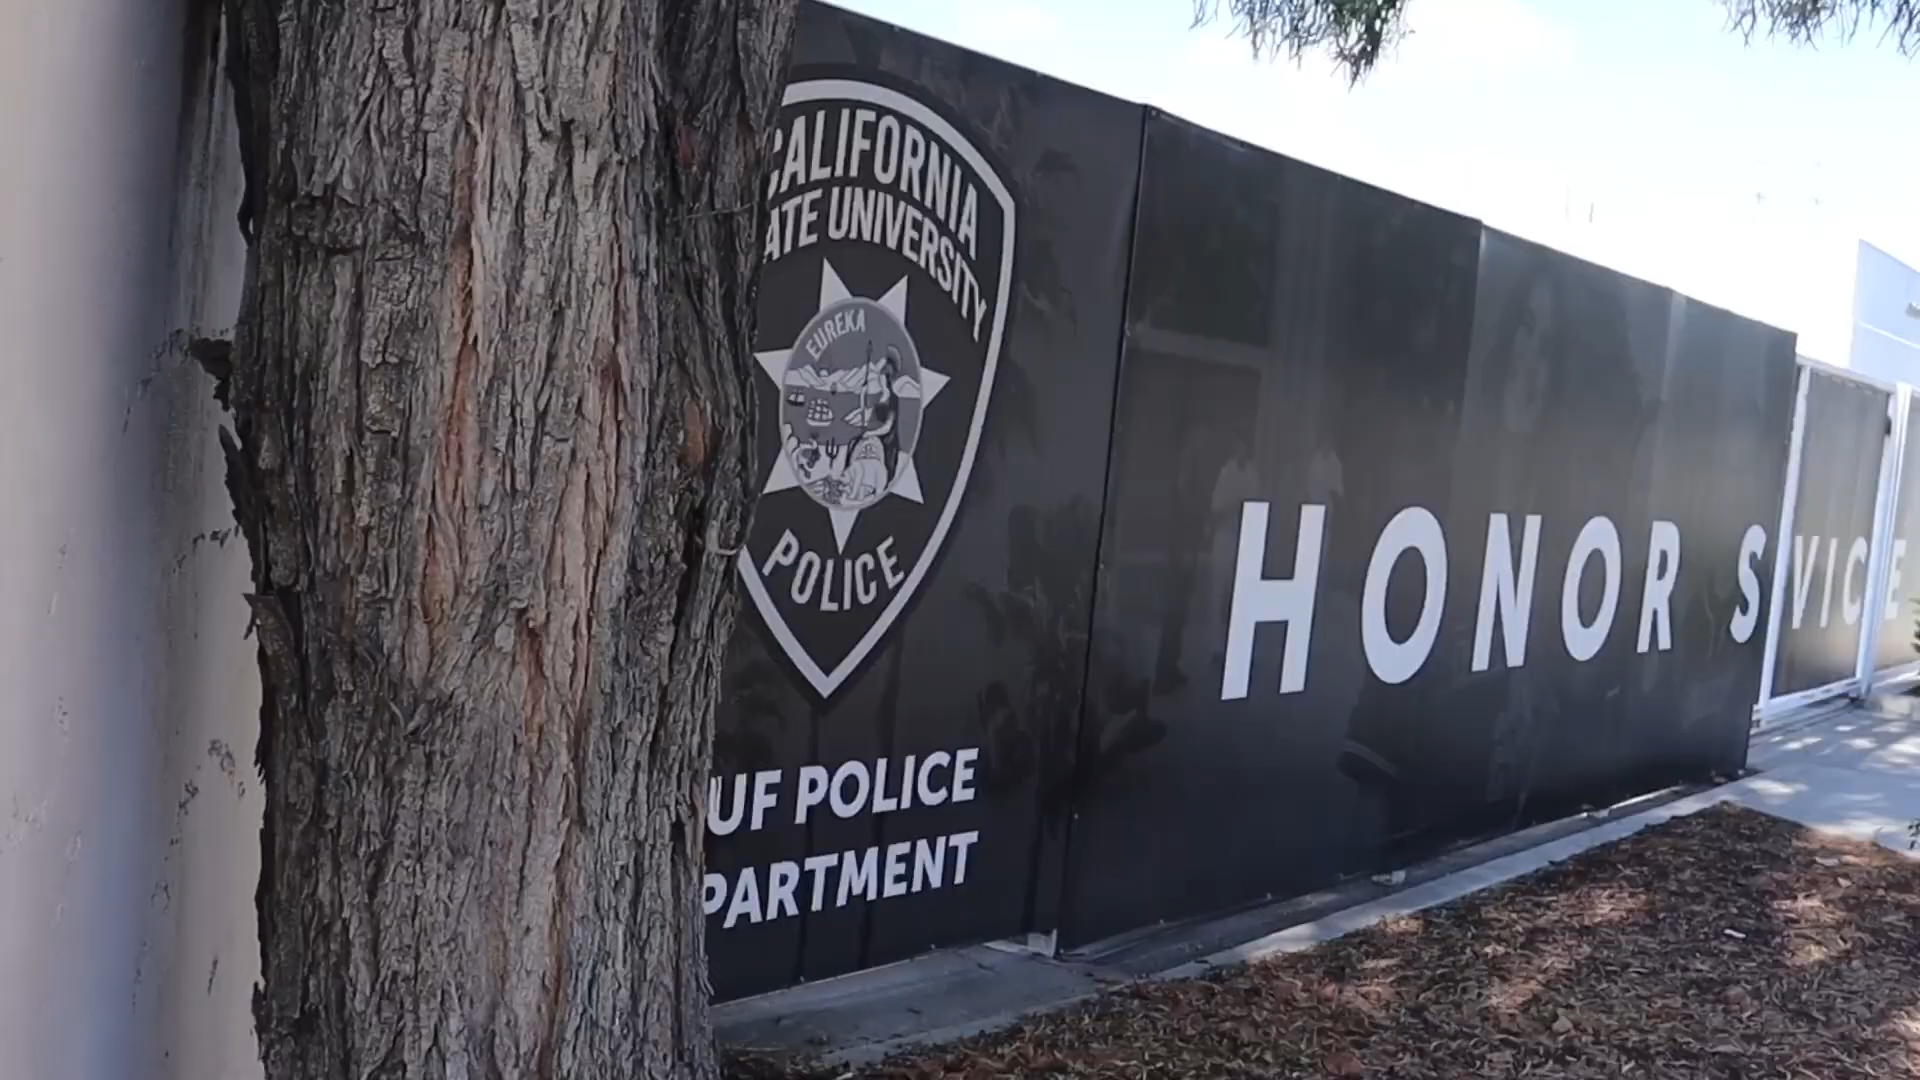 CALIFORNIA
ATE UNIVERSITY
EUREKA
POLICE
UF POLICE
PARTMENT
HONOR S VICE